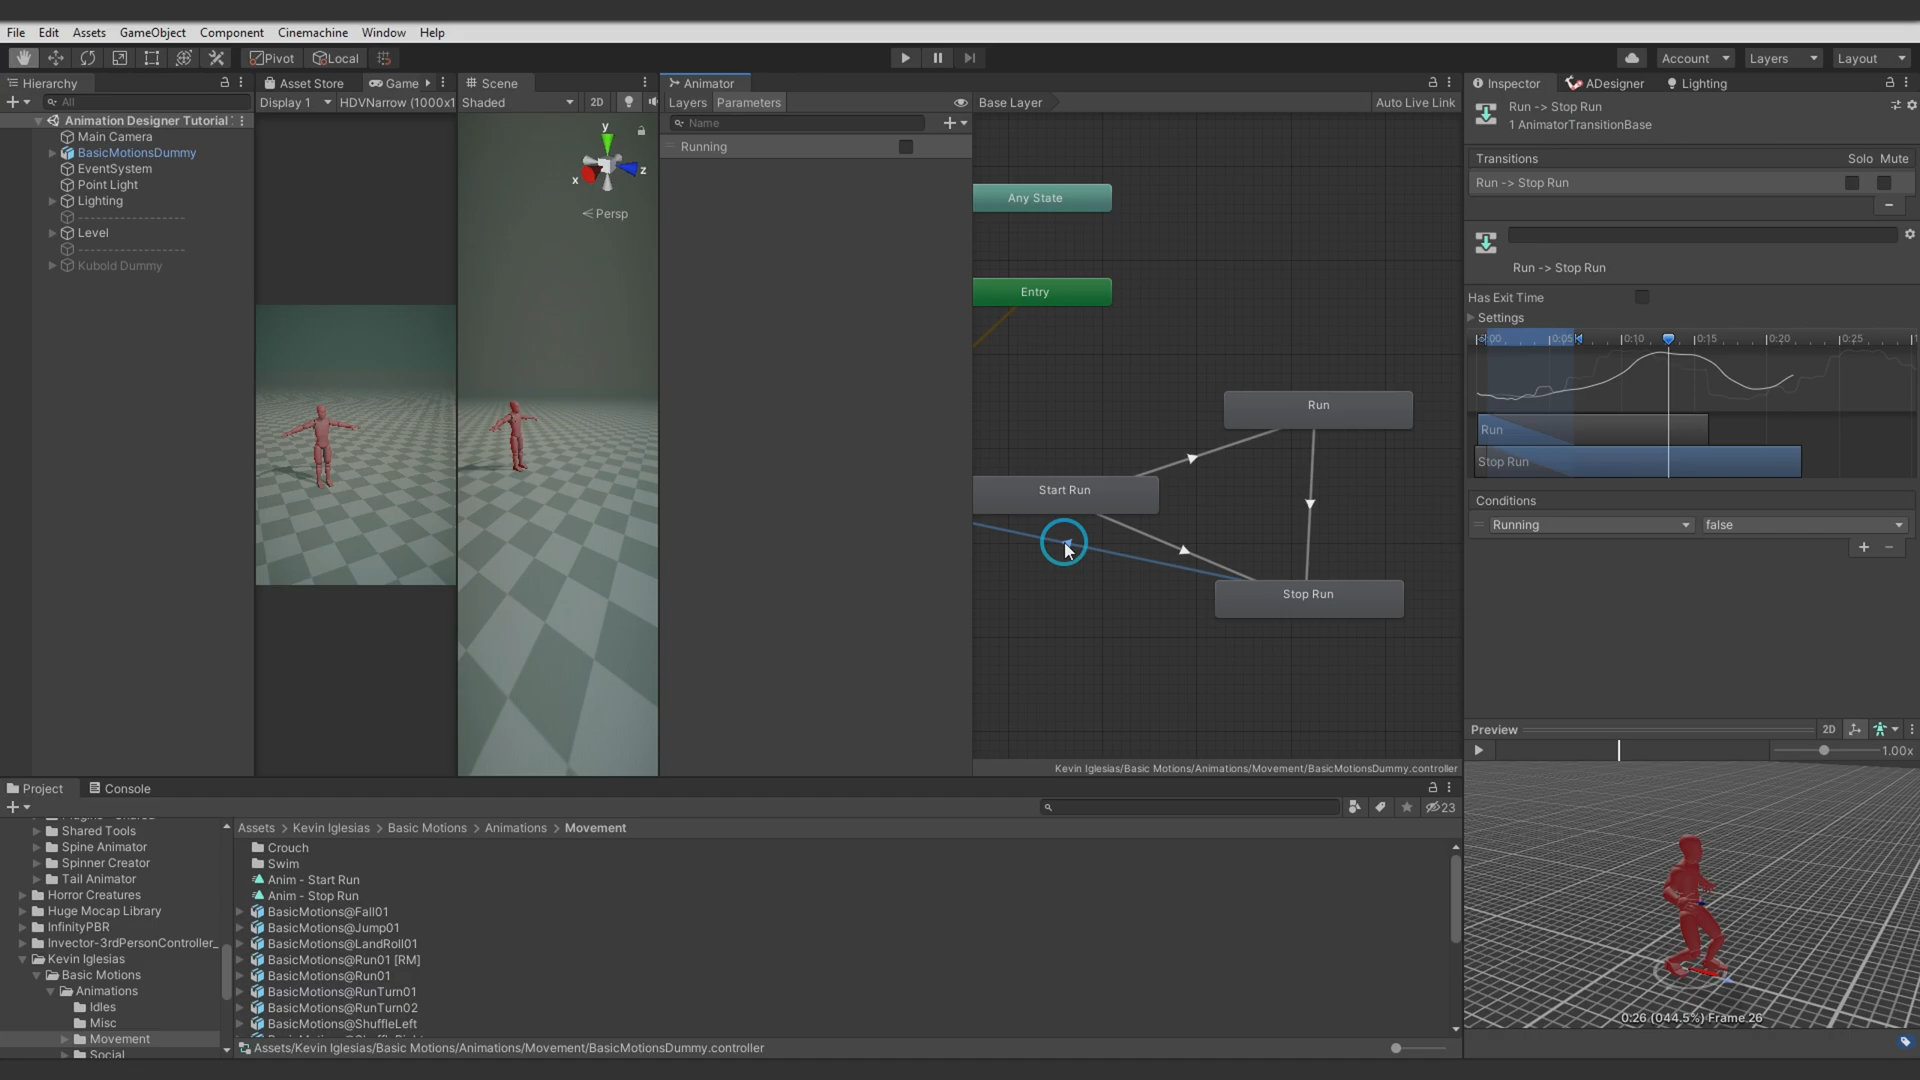 File Edit Assets GameObject Component Cinemachine Window Help
Pivot Local Account Layers Layout
Hierarchy
All
Animation Designer Tutorial
Main Camera
BasicMotionsDummy
EventSystem
Point Light
Lighting
------------------
Level
------------------
Kubold Dummy
Asset Store Game
Display 1 HDVNarrow (1000x1
Scene
Shaded 2D
y
x
z
Persp
Animator
Layers Parameters
Name
Running
Base Layer Auto Live Link
Any State
Entry
Run
Start Run
Stop Run
Kevin Iglesias/Basic Motions/Animations/Movement/BasicMotionsDummy.controller
Inspector ADesigner Lighting
Run -> Stop Run
1 AnimatorTransitionBase
Transitions Solo Mute
Run -> Stop Run
Run -> Stop Run
Has Exit Time
Settings
0:05 0:10 0:15 0:20 0:25
Run
Stop Run
Conditions
Running false
Preview 2D
1.00x
0:26 (044.5%) Frame 26
Project Console
23
Shared Tools
Spine Animator
Spinner Creator
Tail Animator
Horror Creatures
Huge Mocap Library
InfinityPBR
Invector-3rdPersonController_
Kevin Iglesias
Basic Motions
Animations
Idles
Misc
Movement
Social
Assets > Kevin Iglesias > Basic Motions > Animations > Movement
Crouch
Swim
Anim - Start Run
Anim - Stop Run
BasicMotions@Fall01
BasicMotions@Jump01
BasicMotions@LandRoll01
BasicMotions@Run01 [RM]
BasicMotions@Run01
BasicMotions@RunTurn01
BasicMotions@RunTurn02
BasicMotions@ShuffleLeft
Assets/Kevin Iglesias/Basic Motions/Animations/Movement/BasicMotionsDummy.controller